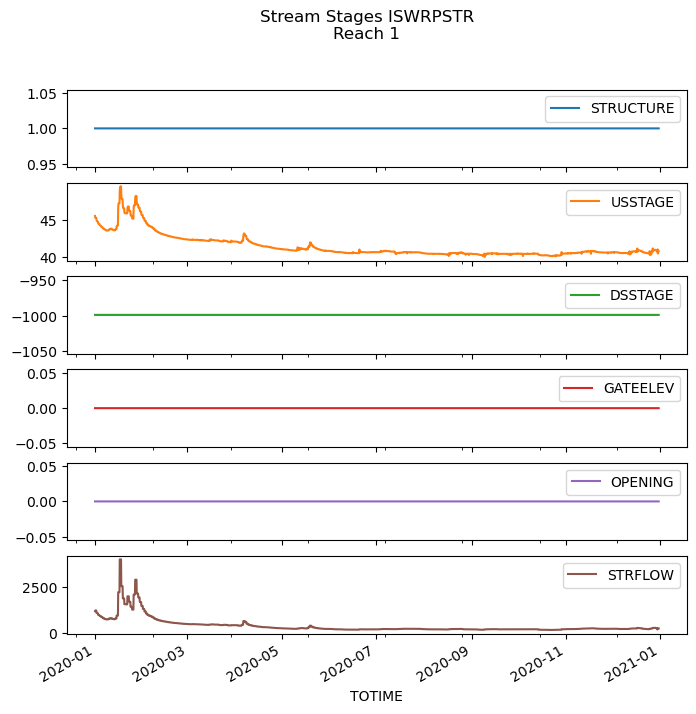 Stream Stages ISWRPSTR
Reach 1
1.05
1.00
0.95
STRUCTURE
45
40
USSTAGE
−950
−1000
−1050
DSSTAGE
0.05
0.00
−0.05
GATEELEV
0.05
0.00
−0.05
OPENING
2500
0
STRFLOW
2020-01
2020-03
2020-05
2020-07
2020-09
2020-11
2021-01
TOTIME